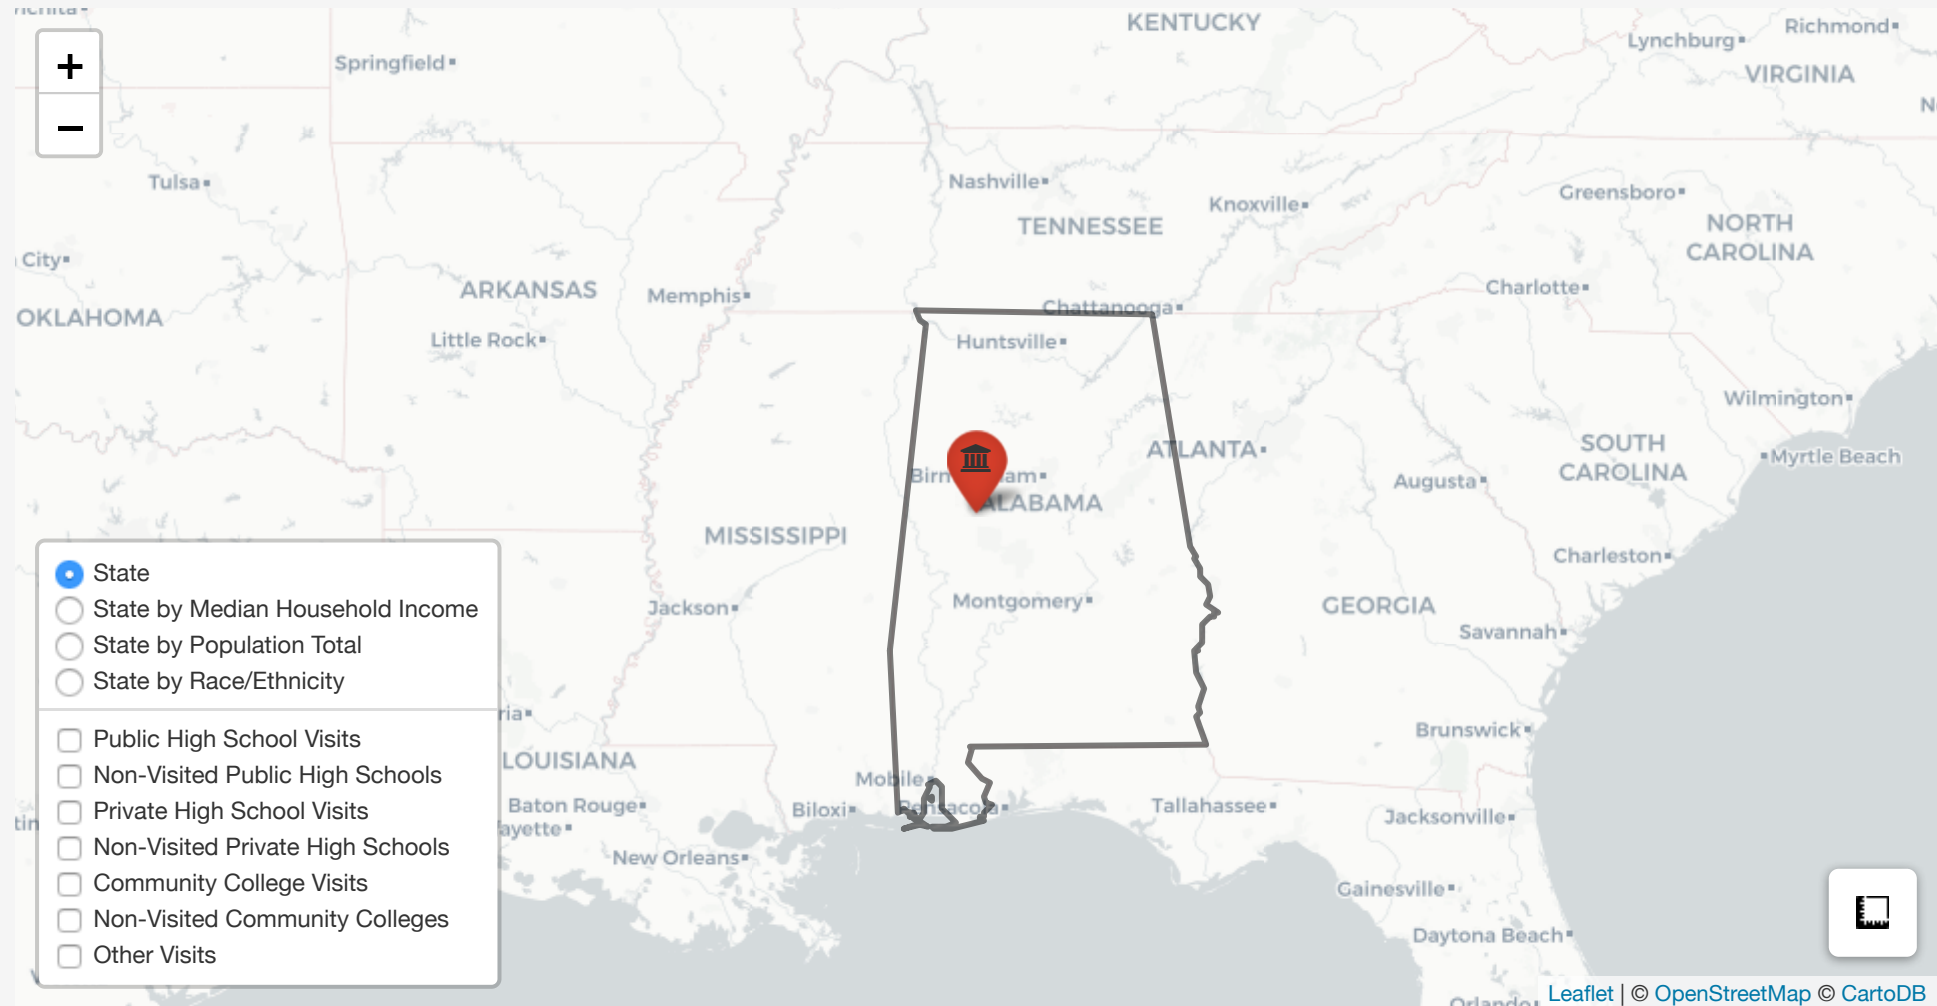 KENTUCKY
Richmond
Lynchburg
VIRGINIA
Springfield
+
−
Tulsa
Nashville
Knoxville
Greensboro
TENNESSEE
NORTH
CAROLINA
City
ARKANSAS
Memphis
Chattanooga
Charlotte
OKLAHOMA
Little Rock
Huntsville
Wilmington
ATLANTA
SOUTH
CAROLINA
Myrtle Beach
Augusta
ALABAMA
MISSISSIPPI
Charleston
Montgomery
Jackson
GEORGIA
Savannah
State
State by Median Household Income
State by Population Total
State by Race/Ethnicity
Public High School Visits
Non-Visited Public High Schools
Private High School Visits
Non-Visited Private High Schools
Community College Visits
Non-Visited Community Colleges
Other Visits
LOUISIANA
Brunswick
Mobile
Baton Rouge
Biloxi
Pensacola
Tallahassee
Jacksonville
New Orleans
Gainesville
Daytona Beach
Orlando
Leaflet | © OpenStreetMap © CartoDB